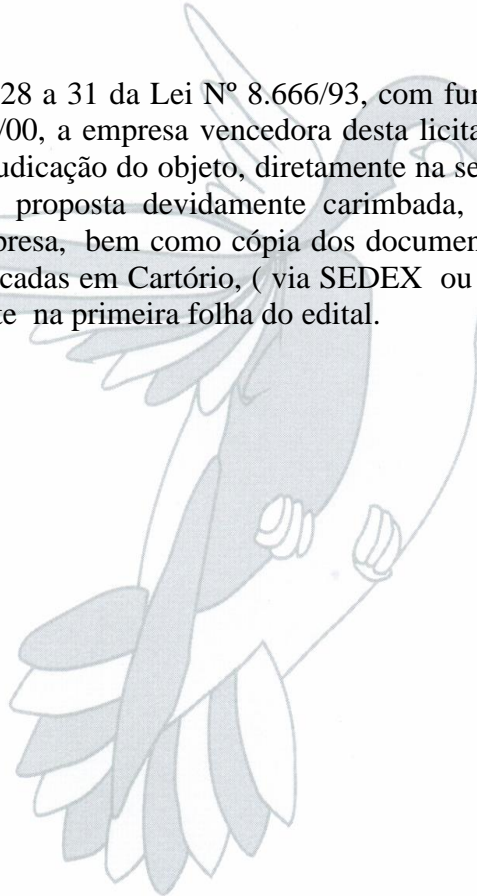 28 a 31 da Lei Nº 8.666/93, com fun
/00, a empresa vencedora desta licita
udicação do objeto, diretamente na se
proposta devidamente carimbada,
presa, bem como cópia dos documen
cadas em Cartório, ( via SEDEX ou
te na primeira folha do edital.